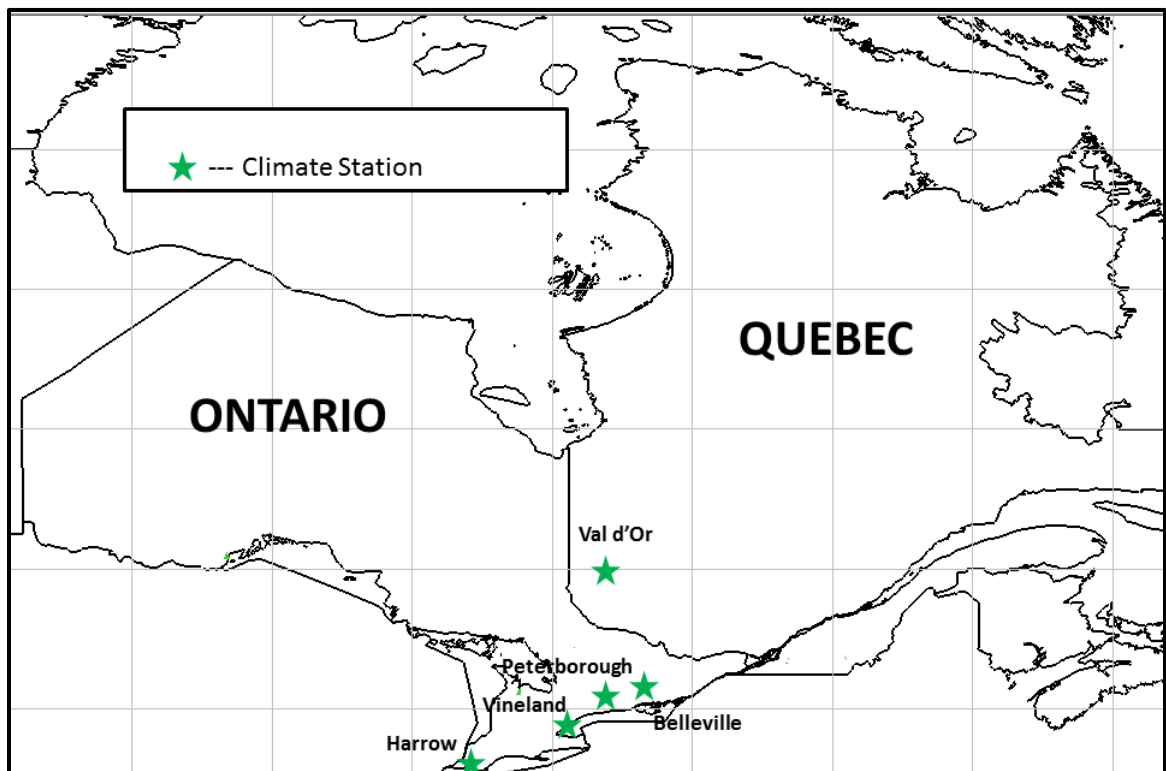 --- Climate Station
QUEBEC
ONTARIO
Val d’Or
Peterborough
Vineland
Belleville
Harrow